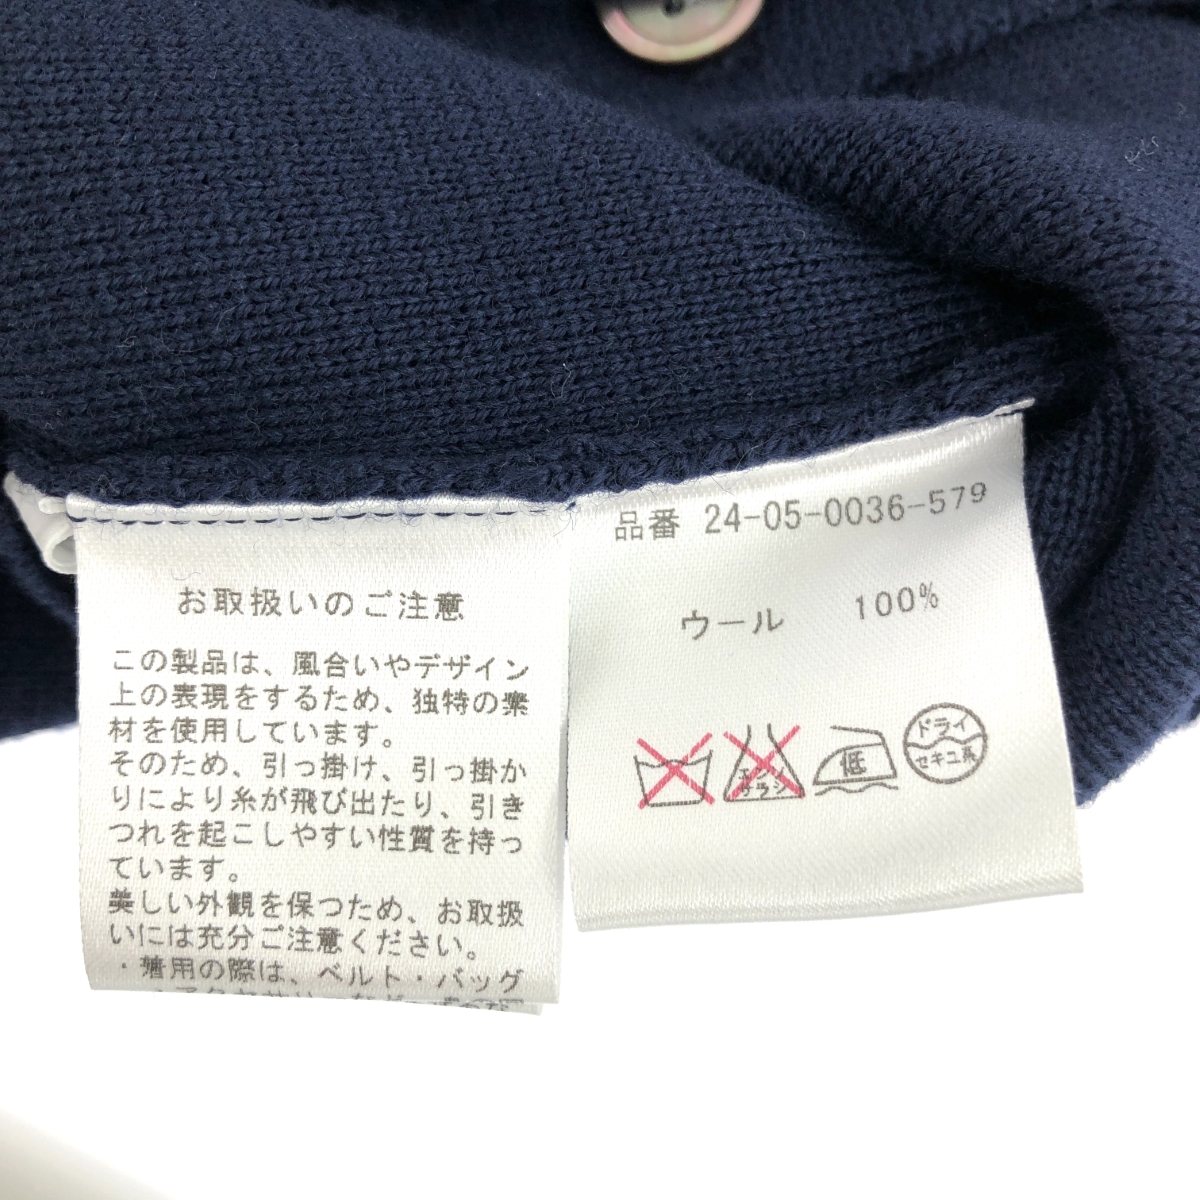 お取扱いのご注意
この製品は、風合いやデザイン
上の表現をするため、独特の素
材を使用しています。
そのため、引っ掛け、引っ掛か
りにより糸が飛び出たり、引き
つれを起こしやすい性質を持っ
ています。
美しい外観を保つため、お取扱
いには充分ご注意ください。
・着用の際は、ベルト・バッグ
品番 24-05-0036-579
ウール 100%
エンソ
サラシ
低
ドライ
セキユ系